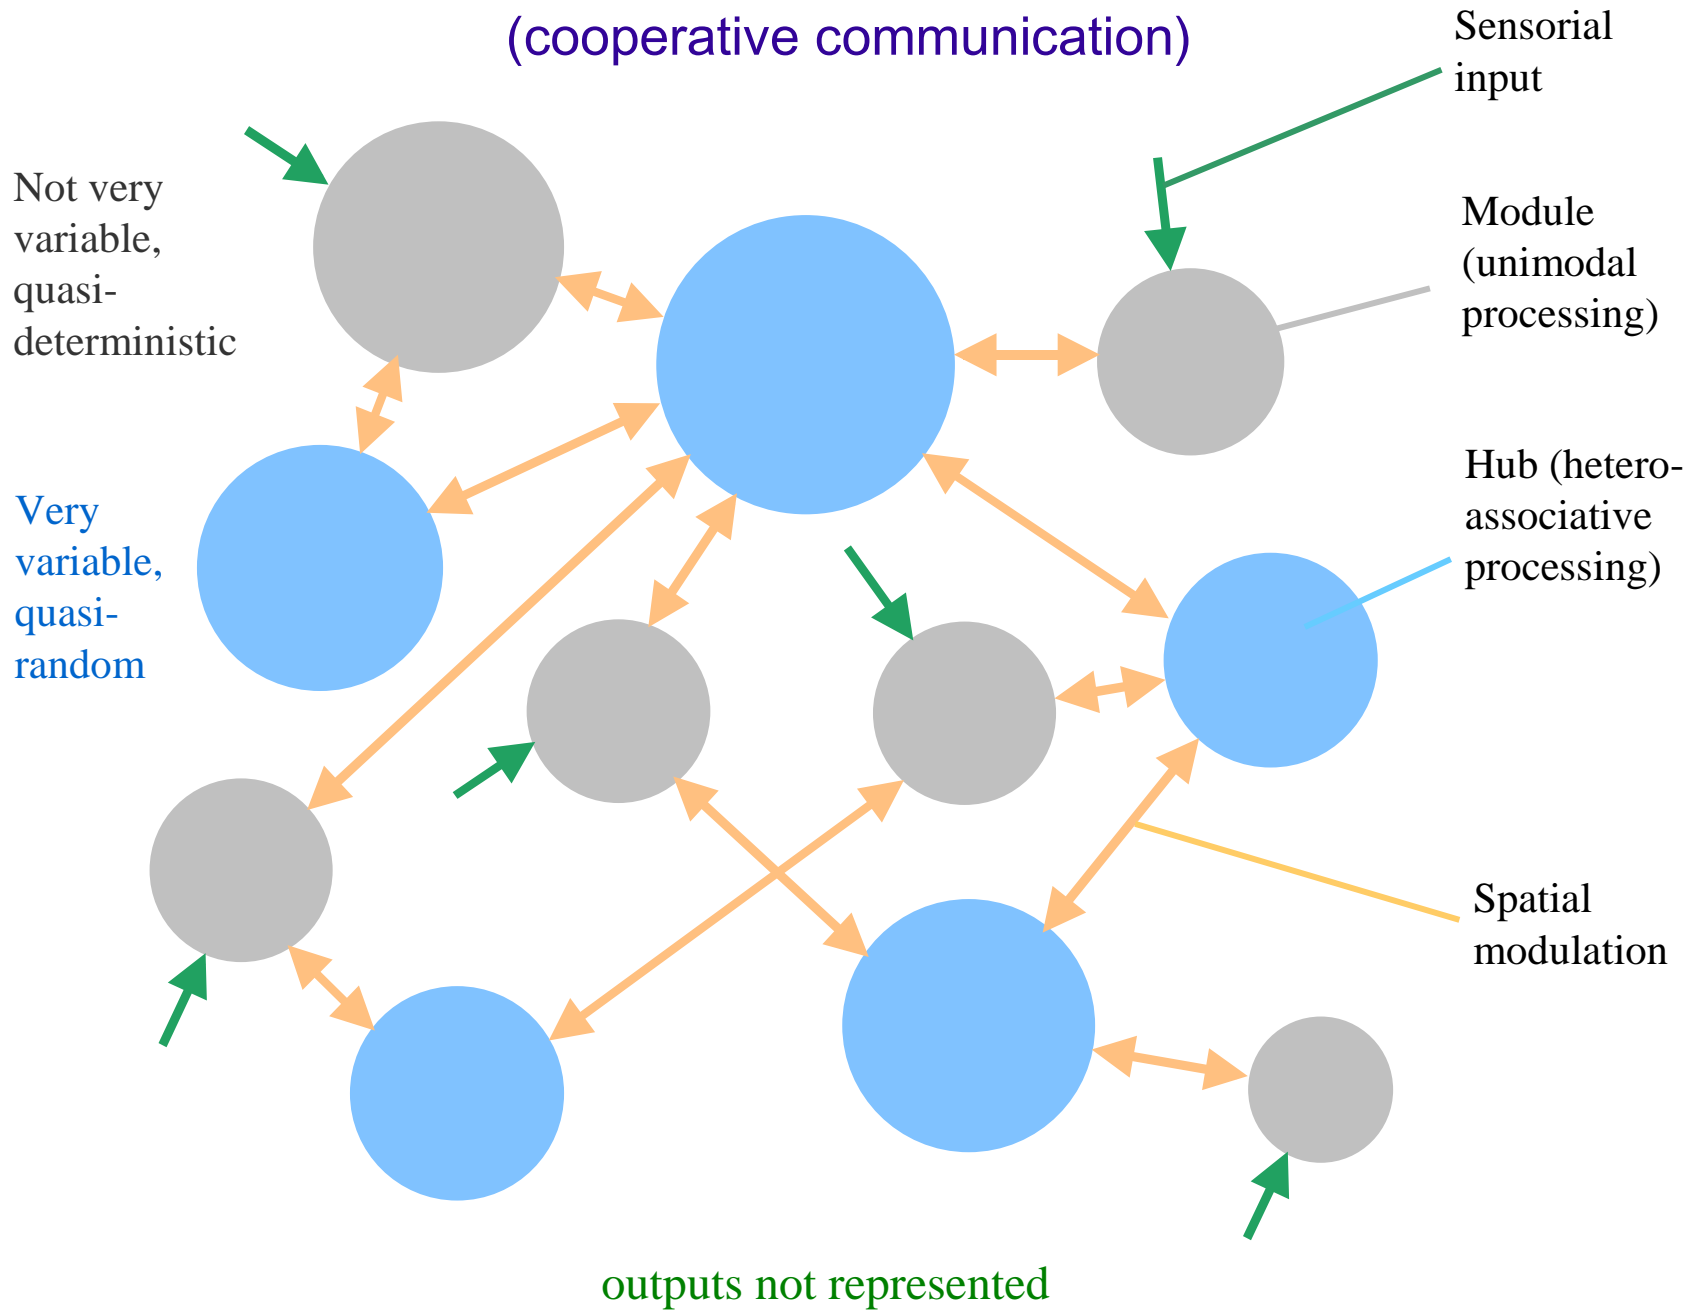 (cooperative communication)
Sensorial
input
Not very
variable,
quasi-
deterministic
Module
(unimodal
processing)
Very
variable,
quasi-
random
Hub (hetero-
associative
processing)
Spatial
modulation
outputs not represented